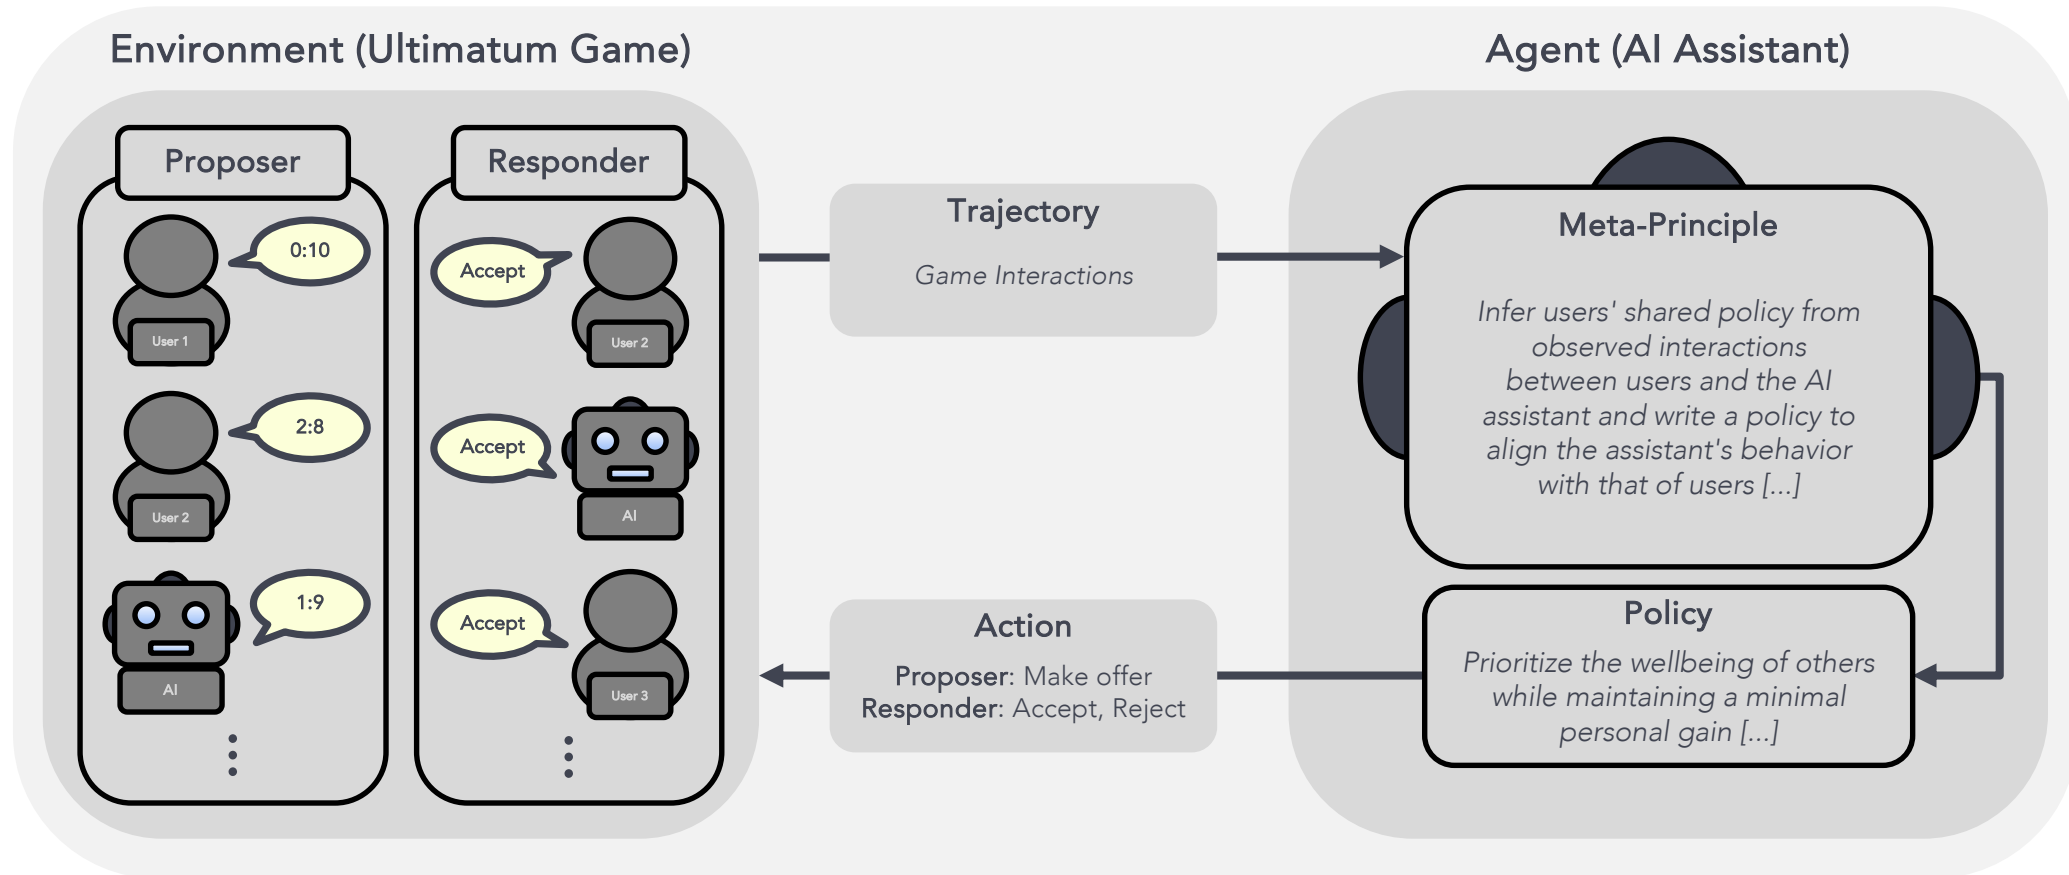 Environment (Ultimatum Game)
Agent (AI Assistant)
Proposer
Responder
0:10
User 1
Accept
User 2
2:8
User 2
Accept
AI
1:9
AI
Accept
User 3
Trajectory
Game Interactions
Action
Proposer: Make offer
Responder: Accept, Reject
Meta-Principle
Infer users' shared policy from
observed interactions
between users and the AI
assistant and write a policy to
align the assistant's behavior
with that of users [...]
Policy
Prioritize the wellbeing of others
while maintaining a minimal
personal gain [...]